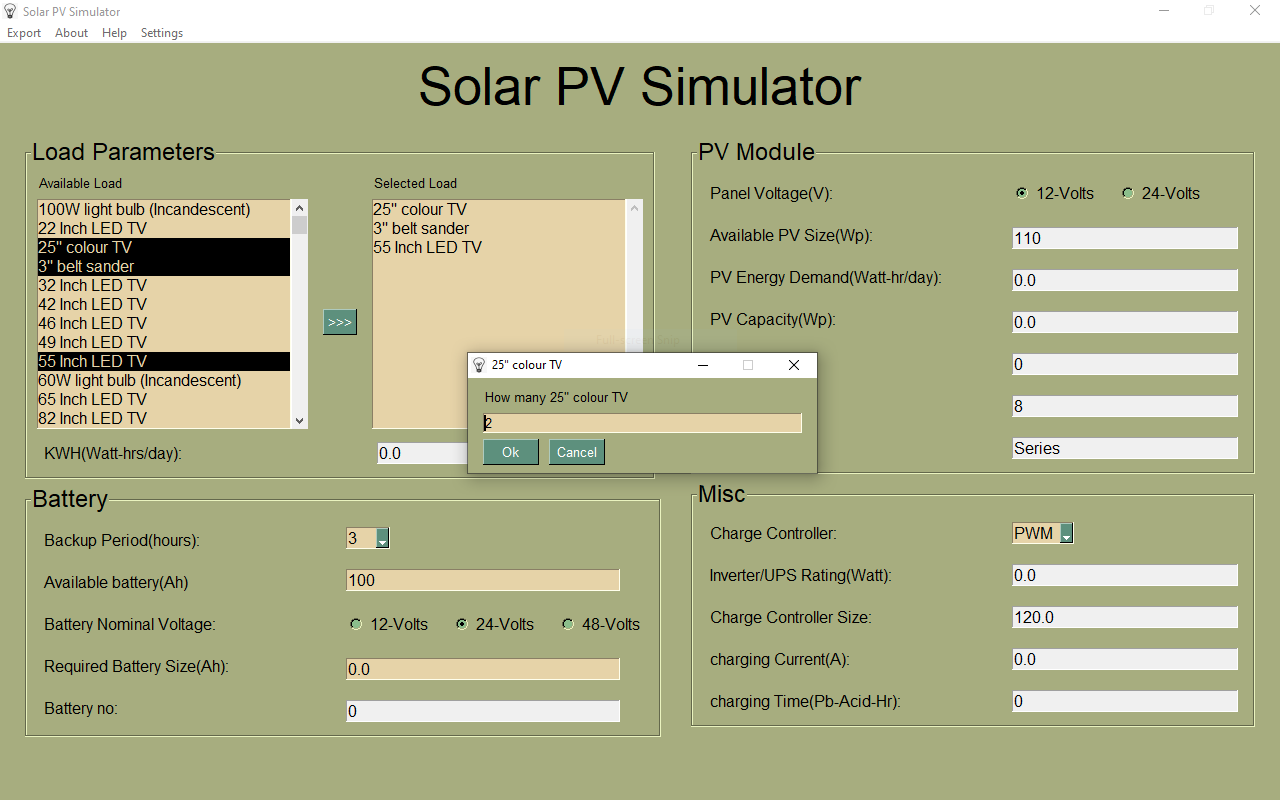 Solar PV Simulator
Export About Help Settings
Solar PV Simulator
Load Parameters
Available Load
Selected Load
100W light bulb (Incandescent)
22 Inch LED TV
25" colour TV
3" belt sander
32 Inch LED TV
42 Inch LED TV
46 Inch LED TV
49 Inch LED TV
55 Inch LED TV
60W light bulb (Incandescent)
65 Inch LED TV
82 Inch LED TV
>>>
25" colour TV
3" belt sander
55 Inch LED TV
KWH(Watt-hrs/day): 0.0
25" colour TV
How many 25" colour TV
2
Ok Cancel
PV Module
Panel Voltage(V): 12-Volts 24-Volts
Available PV Size(Wp): 110
PV Energy Demand(Watt-hr/day): 0.0
PV Capacity(Wp): 0.0
0
8
Series
Battery
Backup Period(hours): 3
Available battery(Ah) 100
Battery Nominal Voltage: 12-Volts 24-Volts 48-Volts
Required Battery Size(Ah): 0.0
Battery no: 0
Misc
Charge Controller: PWM
Inverter/UPS Rating(Watt): 0.0
Charge Controller Size: 120.0
charging Current(A): 0.0
charging Time(Pb-Acid-Hr): 0